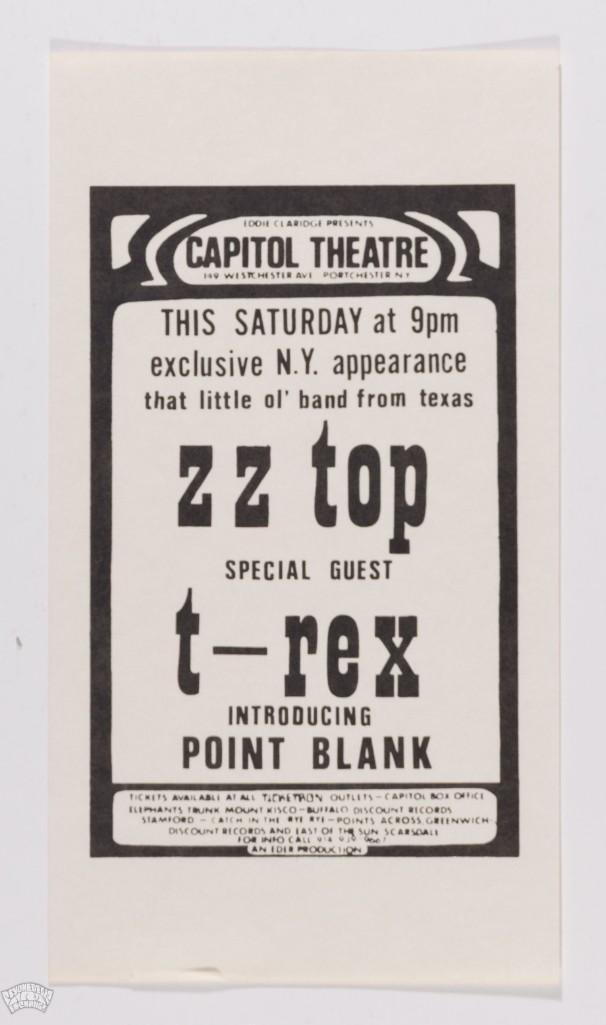 EDDIE CLARIDGE PRESENTS
CAPITOL THEATRE
149 WESTCHESTER AVE PORTCHESTER N Y
THIS SATURDAY at 9pm
exclusive N.Y. appearance
that little ol' band from texas
zz top
SPECIAL GUEST
t-rex
INTRODUCING
POINT BLANK
TICKETS AVAILABLE AT ALL TICKETRON OUTLETS - CAPITOL BOX OFFICE
ELEPHANTS TRUNK MOUNT KISCO - BUFFALO DISCOUNT RECORDS
STAMFORD - CATCH IN THE RYE RYE - POINTS ACROSS, GREENWICH
DISCOUNT RECORDS AND EAST OF THE SUN SCARSDALE
FOR INFO CALL 914 939
AN EDER PRODUCTION